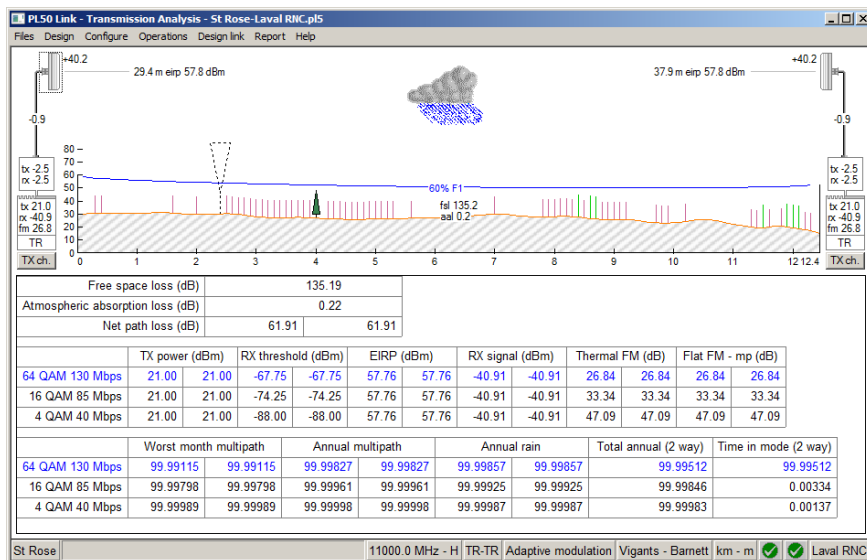 PL50 Link - Transmission Analysis - St Rose-Laval RNC.pl5
Files Design Configure Operations Design link Report Help
+40.2 +40.2
29.4 m eirp 57.8 dBm 37.9 m eirp 57.8 dBm
-0.9 -0.9
80
70
tx -2.5 60 tx -2.5
rx -2.5 50 60% F1 rx -2.5
40 fsl 135.2
tx 21.0 30 aal 0.2 tx 21.0
rx -40.9 20 rx -40.9
fm 26.8 10 fm 26.8
TR 0 TR
TX ch. 0 1 2 3 4 5 6 7 8 9 10 11 12 12.4 TX ch.
Free space loss (dB) 135.19
Atmospheric absorption loss (dB) 0.22
Net path loss (dB) 61.91 61.91
TX power (dBm) RX threshold (dBm) EIRP (dBm) RX signal (dBm) Thermal FM (dB) Flat FM - mp (dB)
64 QAM 130 Mbps 21.00 21.00 -67.75 -67.75 57.76 57.76 -40.91 -40.91 26.84 26.84 26.84 26.84
16 QAM 85 Mbps 21.00 21.00 -74.25 -74.25 57.76 57.76 -40.91 -40.91 33.34 33.34 33.34 33.34
4 QAM 40 Mbps 21.00 21.00 -88.00 -88.00 57.76 57.76 -40.91 -40.91 47.09 47.09 47.09 47.09
Worst month multipath Annual multipath Annual rain Total annual (2 way) Time in mode (2 way)
64 QAM 130 Mbps 99.99115 99.99115 99.99827 99.99827 99.99857 99.99857 99.99512 99.99512
16 QAM 85 Mbps 99.99798 99.99798 99.99961 99.99961 99.99925 99.99925 99.99846 0.00334
4 QAM 40 Mbps 99.99989 99.99989 99.99998 99.99998 99.99987 99.99987 99.99983 0.00137
St Rose 11000.0 MHz - H TR-TR Adaptive modulation Vigants - Barnett km - m Laval RNC